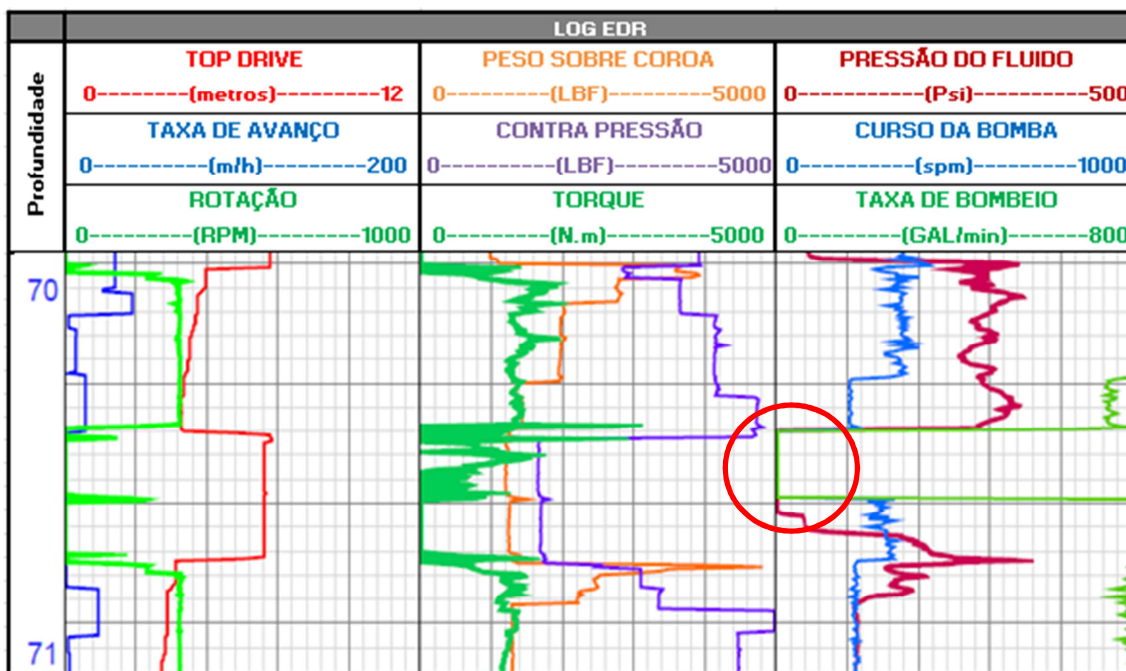 LOG EDR
Profundidade
TOP DRIVE
0--------(metros)-----------12
TAXA DE AVANÇO
0----------(m/h)----------200
ROTAÇÃO
0----------(RPM)---------1000
PESO SOBRE COROA
0---------(LBF)---------5000
CONTRA PRESSÃO
0----------(LBF)---------5000
TORQUE
0---------(N.m)---------5000
PRESSÃO DO FLUIDO
0----------(Psi)---------500
CURSO DA BOMBA
0---------(spm)---------1000
TAXA DE BOMBEIO
0--------(GAL/min)-------800
70
71